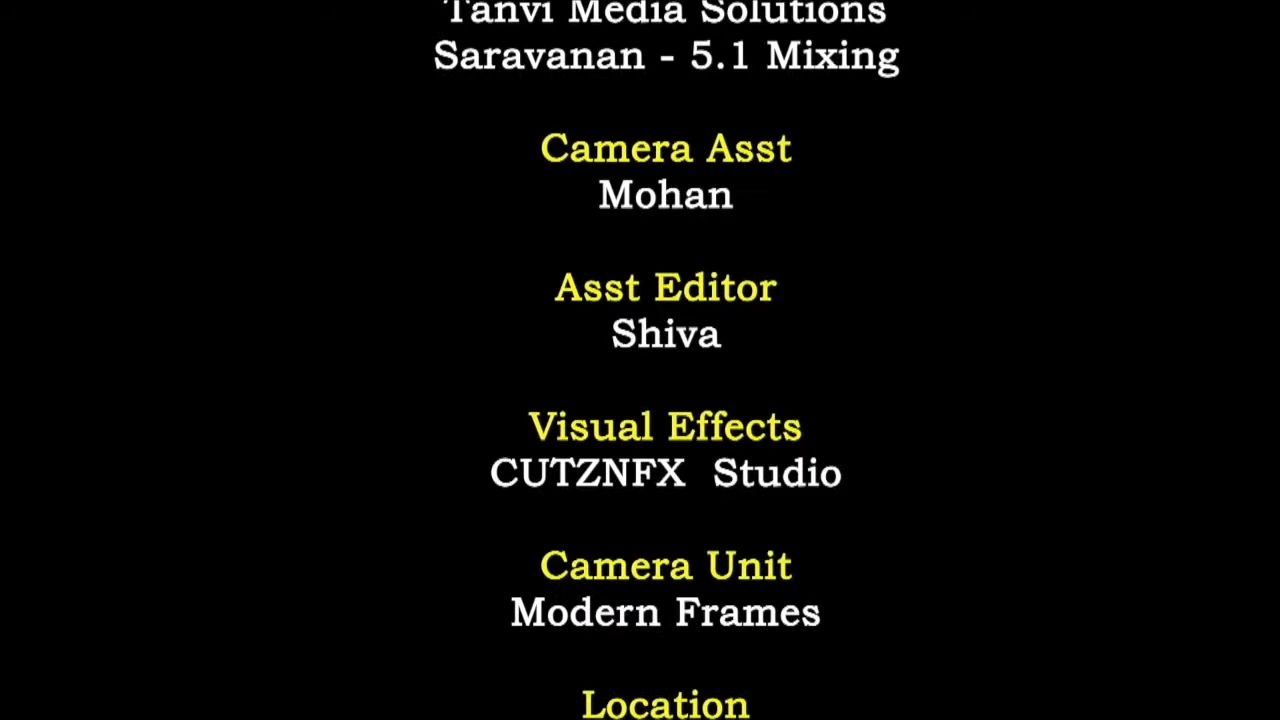 Tanvi Media Solutions
Saravanan - 5.1 Mixing
Camera Asst
Mohan
Asst Editor
Shiva
Visual Effects
CUTZNFX Studio
Camera Unit
Modern Frames
Location